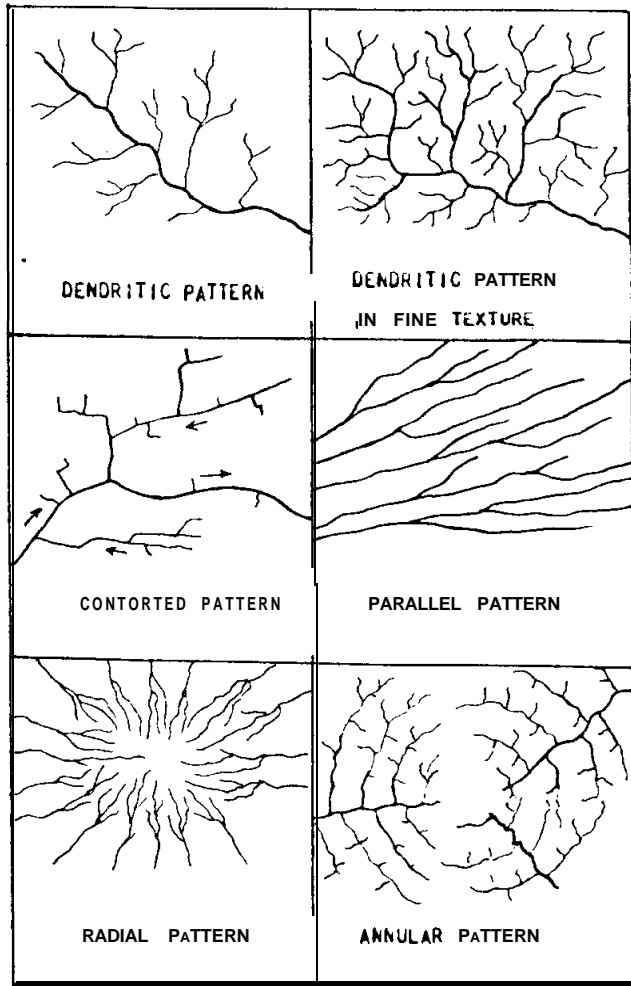 DENDRITIC PATTERN
DENDRITIC PATTERN
IN FINE TEXTURE
CONTORTED PATTERN
PARALLEL PATTERN
RADIAL PATTERN
ANNULAR PATTERN